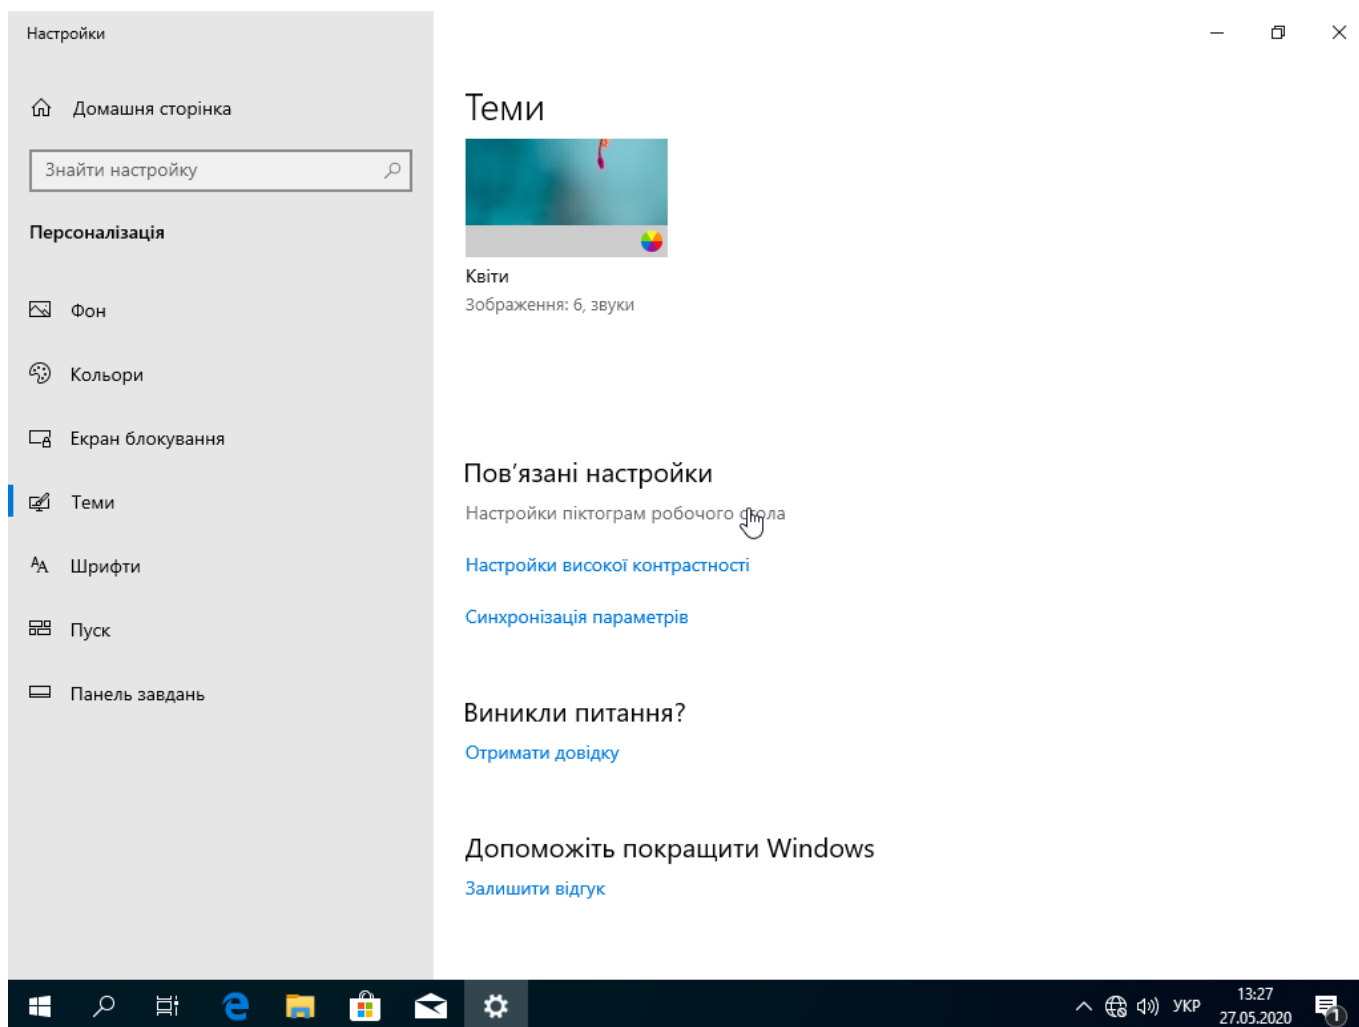 Настройки
Домашня сторінка
Знайти настройку
Персоналізація
Фон
Кольори
Екран блокування
Теми
Шрифти
Пуск
Панель завдань
Теми
Квіти
Зображення: 6, звуки
Пов’язані настройки
Настройки піктограм робочого стола
Настройки високої контрастності
Синхронізація параметрів
Виникли питання?
Отримати довідку
Допоможіть покращити Windows
Залишити відгук
УКР
13:27
27.05.2020
1